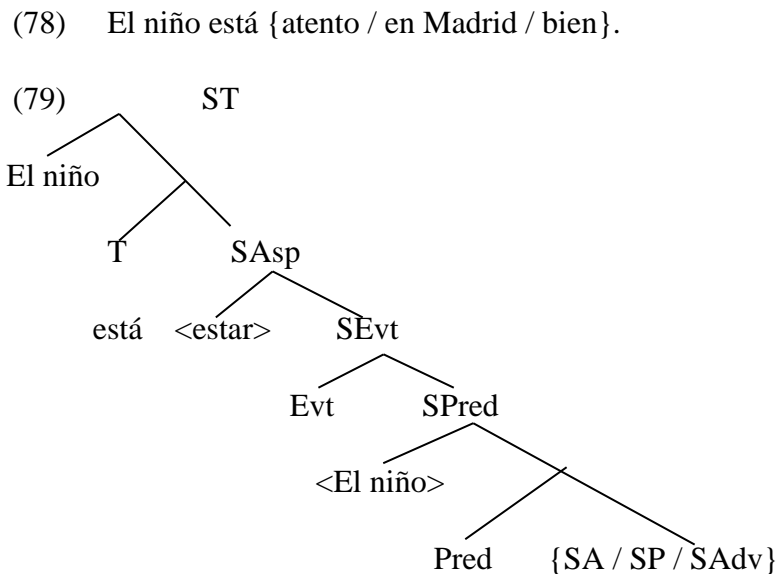 (78) El niño está {atento / en Madrid / bien}.
(79) ST
El niño
T SAsp
está <estar> SEvt
Evt SPred
<El niño>
Pred {SA / SP / SAdv}